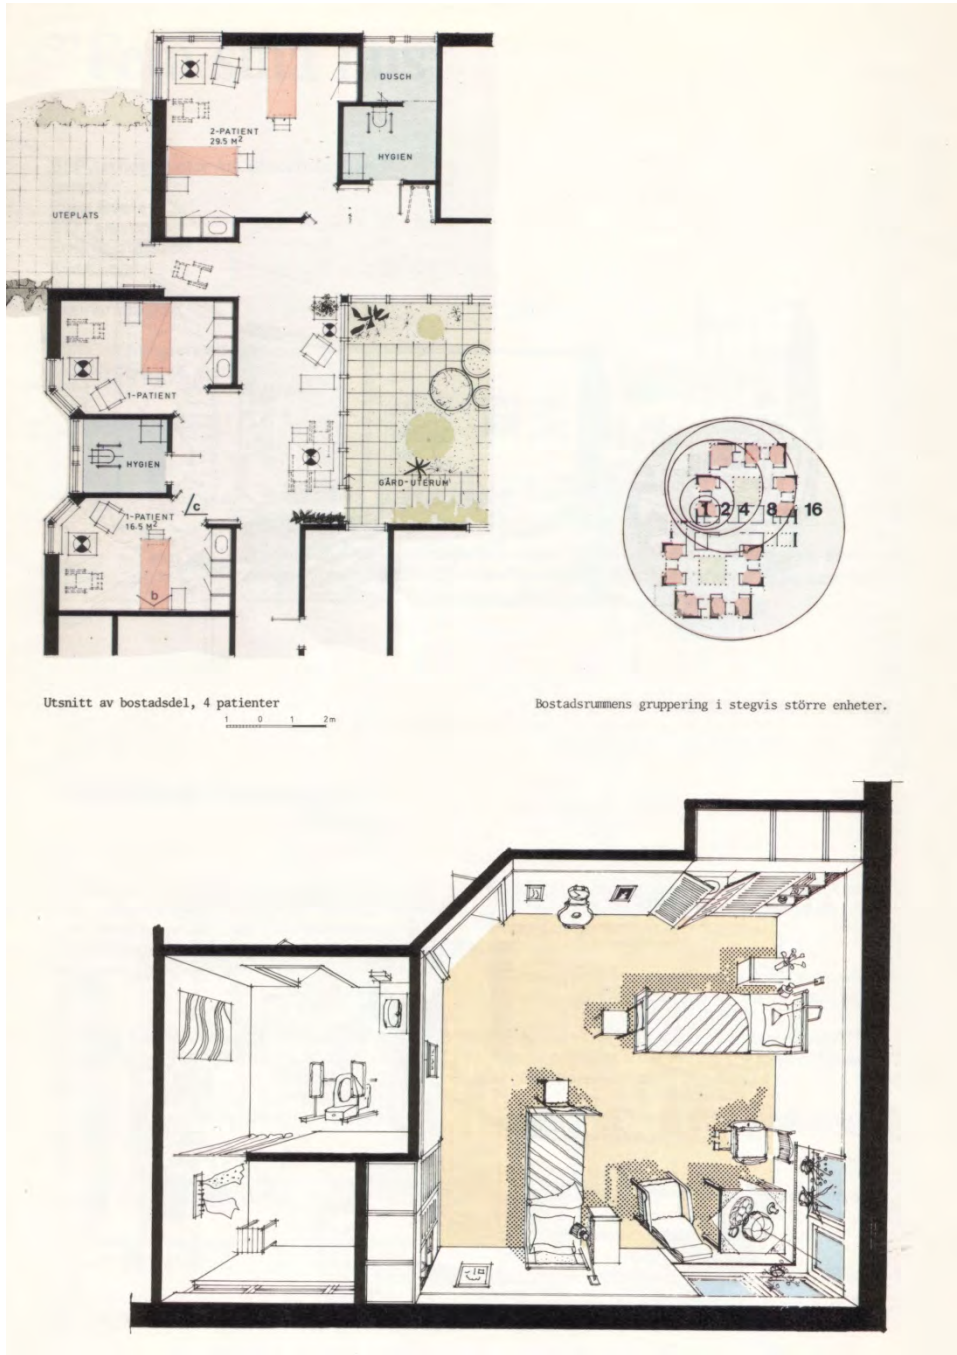 DUSCH
2-PATIENT
29.5 M²
HYGIEN
UTEPLATS
1-PATIENT
HYGIEN
GÅRD-UTERUM
c
1-PATIENT
16.5 M²
b
1 2 4 8 16
Utsnitt av bostadsdel, 4 patienter
Bostadsrummens gruppering i stegvis större enheter.
1 0 1 2m